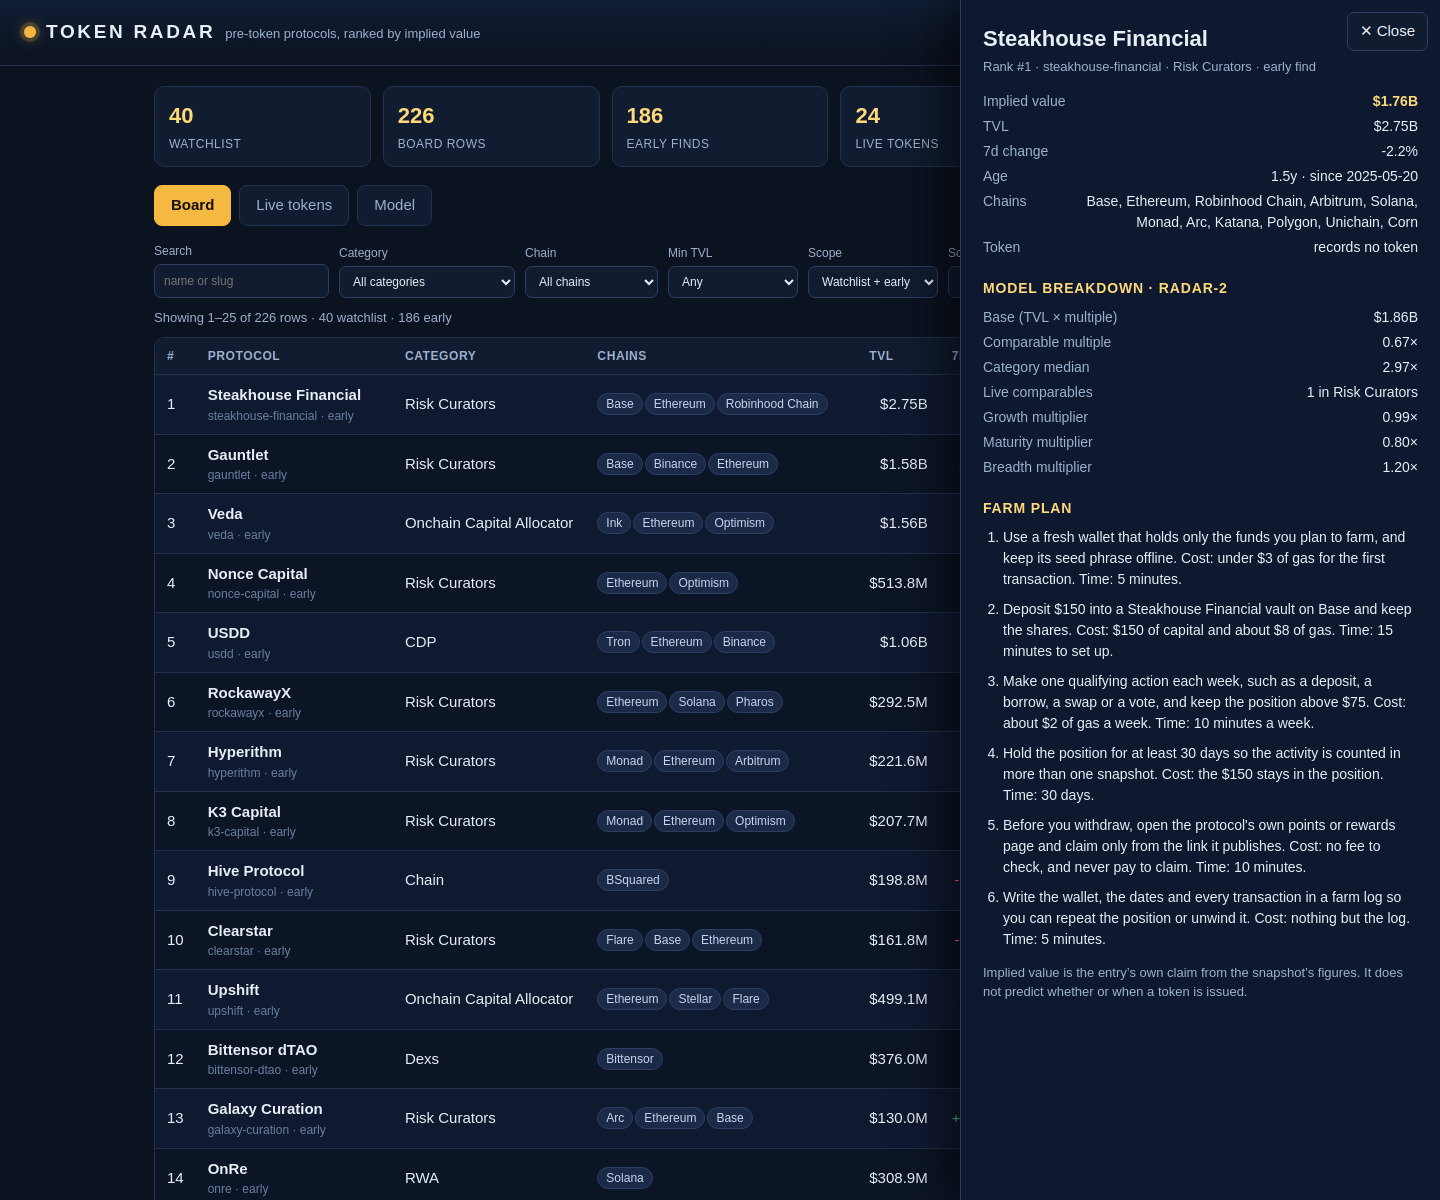 TOKEN RADAR pre-token protocols, ranked by implied value
40
WATCHLIST
226
BOARD ROWS
186
EARLY FINDS
24
LIVE TOKENS
Board Live tokens Model
Search Category Chain Min TVL Scope
name or slug All categories All chains Any Watchlist + early
Showing 1–25 of 226 rows · 40 watchlist · 186 early
# PROTOCOL CATEGORY CHAINS TVL
1 Steakhouse Financial Risk Curators Base Ethereum Robinhood Chain $2.75B
steakhouse-financial · early
2 Gauntlet Risk Curators Base Binance Ethereum $1.58B
gauntlet · early
3 Veda Onchain Capital Allocator Ink Ethereum Optimism $1.56B
veda · early
4 Nonce Capital Risk Curators Ethereum Optimism $513.8M
nonce-capital · early
5 USDD CDP Tron Ethereum Binance $1.06B
usdd · early
6 RockawayX Risk Curators Ethereum Solana Pharos $292.5M
rockawayx · early
7 Hyperithm Risk Curators Monad Ethereum Arbitrum $221.6M
hyperithm · early
8 K3 Capital Risk Curators Monad Ethereum Optimism $207.7M
k3-capital · early
9 Hive Protocol Chain BSquared $198.8M
hive-protocol · early
10 Clearstar Risk Curators Flare Base Ethereum $161.8M
clearstar · early
11 Upshift Onchain Capital Allocator Ethereum Stellar Flare $499.1M
upshift · early
12 Bittensor dTAO Dexs Bittensor $376.0M
bittensor-dtao · early
13 Galaxy Curation Risk Curators Arc Ethereum Base $130.0M
galaxy-curation · early
14 OnRe RWA Solana $308.9M
onre · early
✕ Close
Steakhouse Financial
Rank #1 · steakhouse-financial · Risk Curators · early find
Implied value $1.76B
TVL $2.75B
7d change -2.2%
Age 1.5y · since 2025-05-20
Chains Base, Ethereum, Robinhood Chain, Arbitrum, Solana,
Monad, Arc, Katana, Polygon, Unichain, Corn
Token records no token
MODEL BREAKDOWN · RADAR-2
Base (TVL × multiple) $1.86B
Comparable multiple 0.67×
Category median 2.97×
Live comparables 1 in Risk Curators
Growth multiplier 0.99×
Maturity multiplier 0.80×
Breadth multiplier 1.20×
FARM PLAN
1. Use a fresh wallet that holds only the funds you plan to farm, and
keep its seed phrase offline. Cost: under $3 of gas for the first
transaction. Time: 5 minutes.
2. Deposit $150 into a Steakhouse Financial vault on Base and keep
the shares. Cost: $150 of capital and about $8 of gas. Time: 15
minutes to set up.
3. Make one qualifying action each week, such as a deposit, a
borrow, a swap or a vote, and keep the position above $75. Cost:
about $2 of gas a week. Time: 10 minutes a week.
4. Hold the position for at least 30 days so the activity is counted in
more than one snapshot. Cost: the $150 stays in the position.
Time: 30 days.
5. Before you withdraw, open the protocol's own points or rewards
page and claim only from the link it publishes. Cost: no fee to
check, and never pay to claim. Time: 10 minutes.
6. Write the wallet, the dates and every transaction in a farm log so
you can repeat the position or unwind it. Cost: nothing but the log.
Time: 5 minutes.
Implied value is the entry's own claim from the snapshot's figures. It does
not predict whether or when a token is issued.